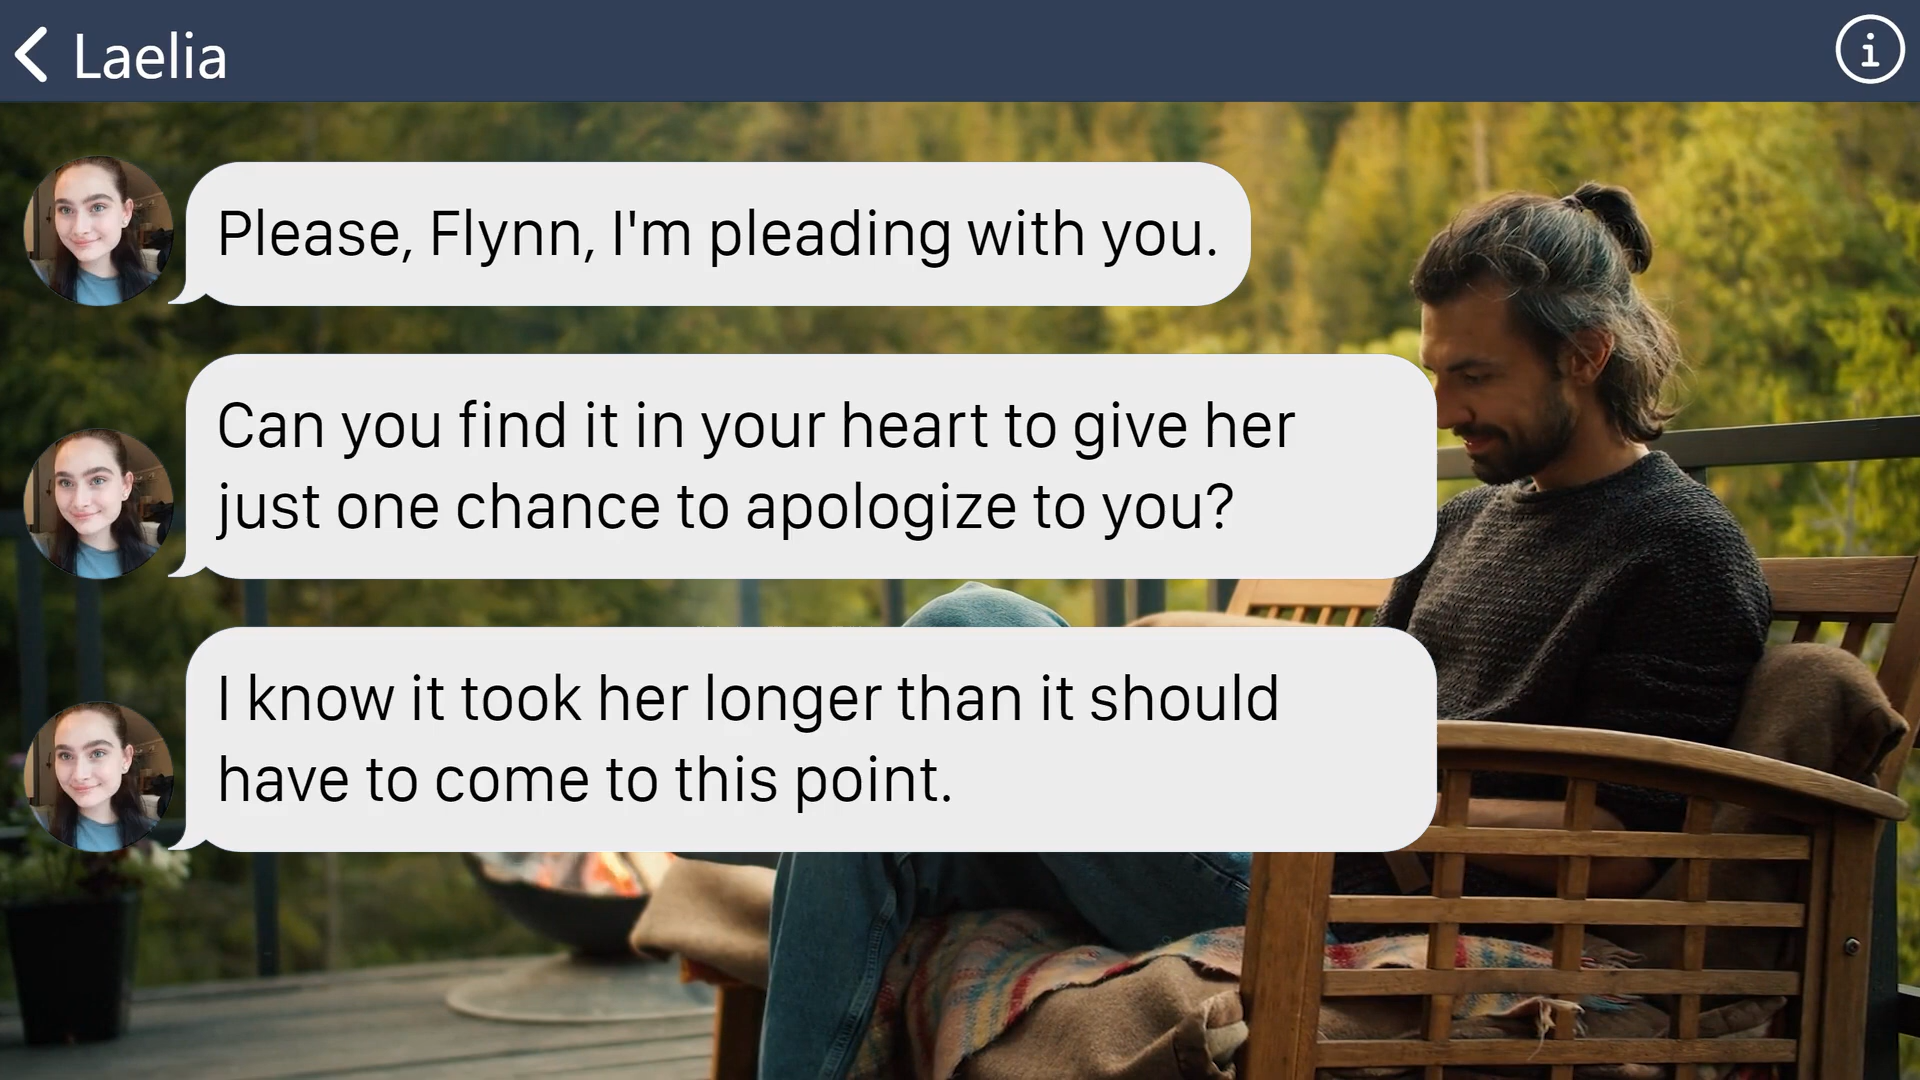 Laelia
Please, Flynn, I'm pleading with you.
Can you find it in your heart to give her
just one chance to apologize to you?
I know it took her longer than it should
have to come to this point.